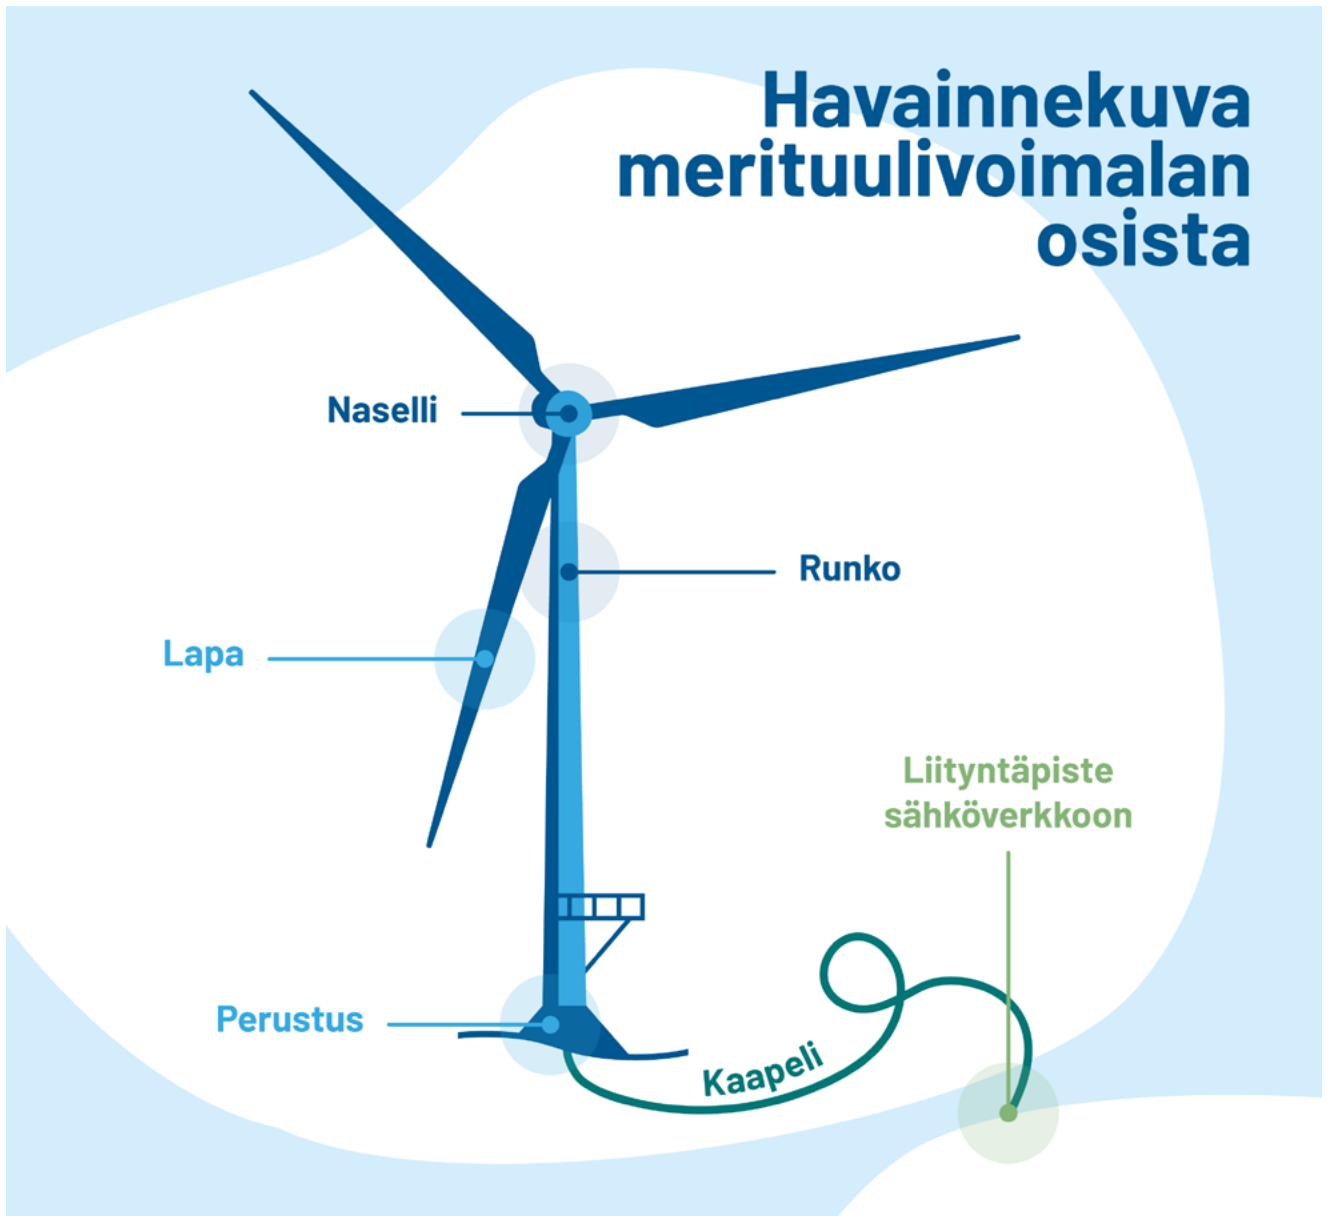 Havainnekuva
merituulivoimalan
osista
Naselli
Runko
Lapa
Liityntäpiste
sähköverkkoon
Perustus
Kaapeli